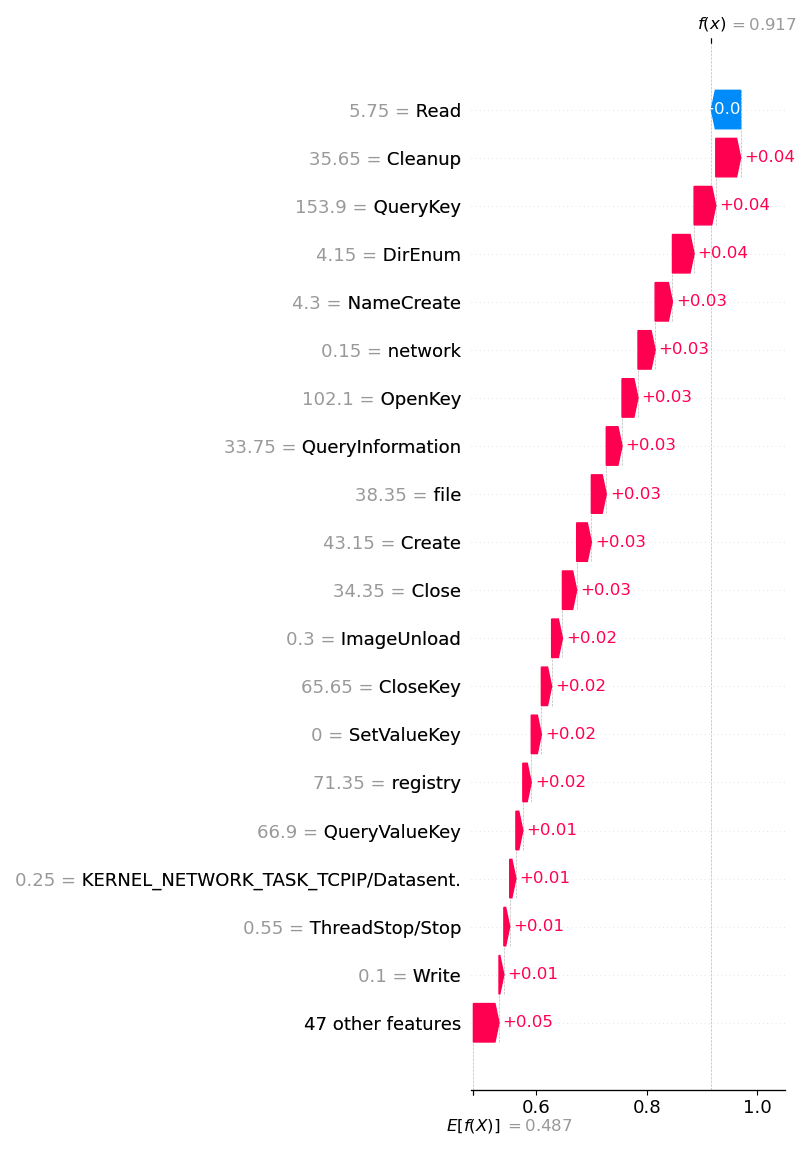 f(x) = 0.917
5.75 = Read
35.65 = Cleanup +0.04
153.9 = QueryKey +0.04
4.15 = DirEnum +0.04
4.3 = NameCreate +0.03
0.15 = network +0.03
102.1 = OpenKey +0.03
33.75 = QueryInformation +0.03
38.35 = file +0.03
43.15 = Create +0.03
34.35 = Close +0.03
0.3 = ImageUnload +0.02
65.65 = CloseKey +0.02
0 = SetValueKey +0.02
71.35 = registry +0.02
66.9 = QueryValueKey +0.01
0.25 = KERNEL_NETWORK_TASK_TCPIP/Datasent. +0.01
0.55 = ThreadStop/Stop +0.01
0.1 = Write +0.01
47 other features +0.05
0.6 0.8 1.0
E[f(X)] = 0.487